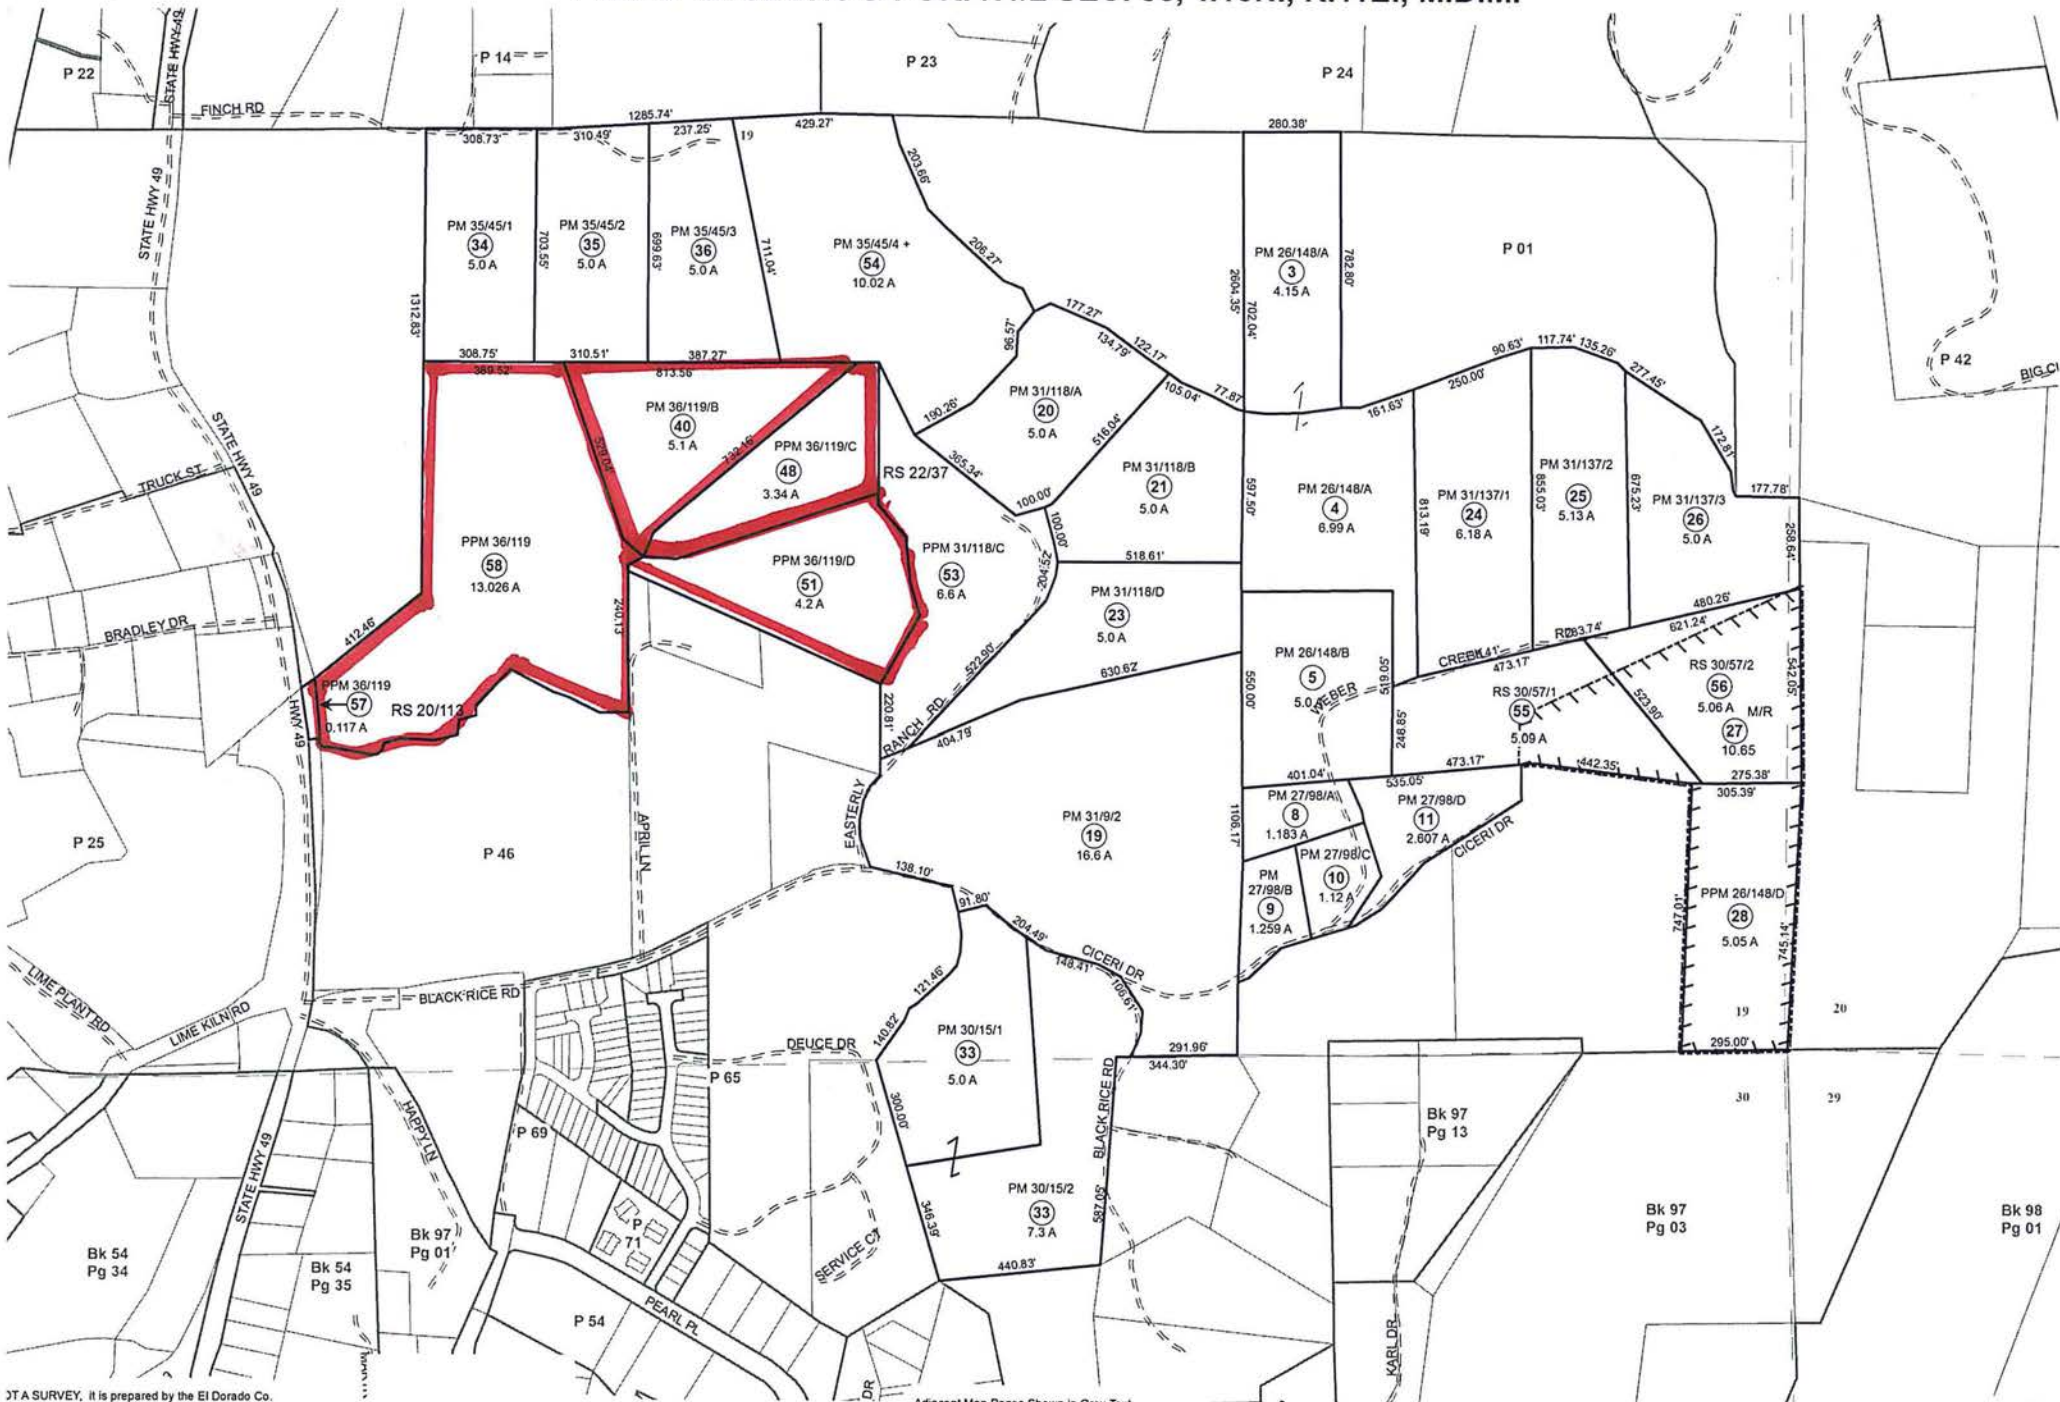 P 22
STATE HWY 49
P 14
P 23
P 24
FINCH RD
1285.74'
308.73'
310.49'
237.25'
19
429.27'
280.38'
STATE HWY 49
203.66'
PM 35/45/1
34
5.0 A
703.55'
PM 35/45/2
35
5.0 A
699.63'
PM 35/45/3
36
5.0 A
711.04'
PM 35/45/4 +
54
10.02 A
206.27'
2604.35'
PM 26/148/A
3
4.15 A
782.80'
702.04'
P 01
1312.83'
177.27'
134.79'
122.17'
96.57'
308.75'
310.51'
387.27'
389.52'
813.56'
105.04'
77.87'
90.63'
117.74'
135.26'
277.45'
250.00'
161.63'
P 42
BIG CI
PM 31/118/A
20
5.0 A
190.26'
516.04'
365.34'
100.00'
100.00'
PM 36/119/B
40
5.1 A
529.04'
732.16'
PPM 36/119/C
48
3.34 A
RS 22/37
STATE HWY 49
TRUCK ST
172.81'
177.78'
PM 31/118/B
21
5.0 A
597.50'
PM 26/148/A
4
6.99 A
813.19'
PM 31/137/1
24
6.18 A
855.03'
PM 31/137/2
25
5.13 A
675.23'
PM 31/137/3
26
5.0 A
258.64'
PPM 36/119
58
13.026 A
PPM 36/119/D
51
4.2 A
PPM 31/118/C
53
6.6 A
204.52'
518.61'
PM 31/118/D
23
5.0 A
412.46'
240.13'
BRADLEY DR
522.90'
630.62'
550.00'
PM 26/148/B
5
5.0 A
519.05'
WEBER
CREEK
RD
473.17'
480.26'
621.24'
RS 30/57/1
55
5.09 A
523.90'
RS 30/57/2
56
5.06 A
M/R
27
10.65
542.05'
PPM 36/119
57
0.117 A
RS 20/113
HWY 49
220.81'
RANCH RD
404.79'
248.85'
401.04'
535.05'
473.17'
442.35'
275.38'
305.39'
P 25
P 46
APRIL LN
EASTERLY
PM 31/9/2
19
16.6 A
1106.17'
PM 27/98/A
8
1.183 A
PM 27/98/D
11
2.607 A
CICERI DR
PM 27/98/C
10
1.12 A
PM
27/98/B
9
1.259 A
138.10'
91.80'
204.49'
148.41'
CICERI DR
106.61'
747.01'
PPM 26/148/D
28
5.05 A
745.14'
LIME PLANT RD
LIME KILN RD
BLACK RICE RD
121.46'
140.82'
PM 30/15/1
33
5.0 A
DEUCE DR
P 65
291.96'
344.30'
19
20
295.00'
30
29
HAPPY LN
P 69
300.00'
BLACK RICE RD
Bk 97
Pg 13
STATE HWY 49
Bk 54
Pg 34
Bk 54
Pg 35
Bk 97
Pg 01
P
71
346.39'
PM 30/15/2
33
7.3 A
587.05'
SERVICE CT
440.83'
Bk 97
Pg 03
Bk 98
Pg 01
PEARL PL
P 54
KARL DR
DR
OT A SURVEY, it is prepared by the El Dorado Co.